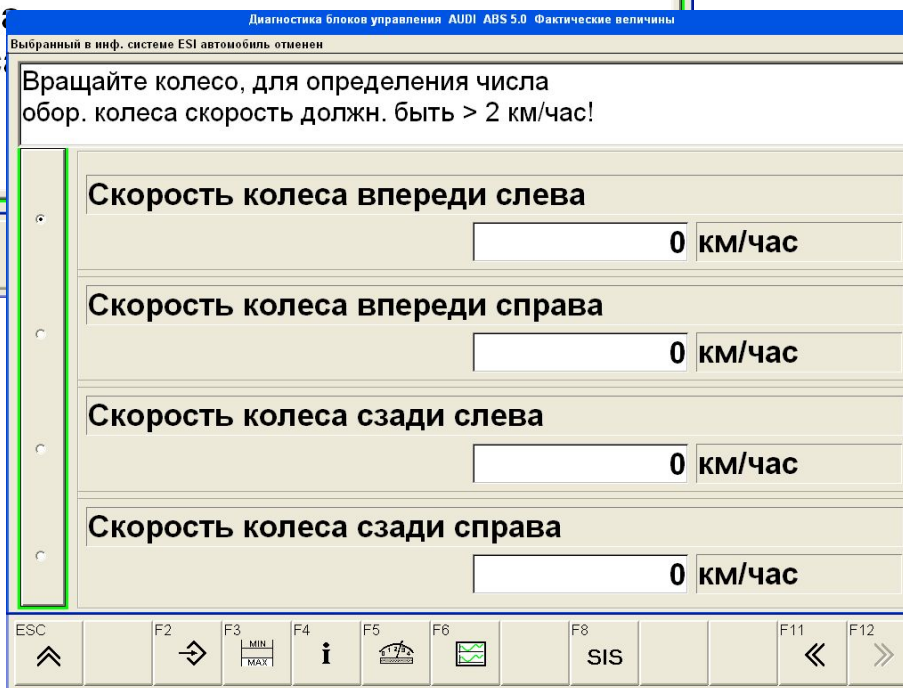 Диагностика блоков управления AUDI ABS 5.0 Фактические величины
Выбранный в инф. системе ESI автомобиль отменен
Вращайте колесо, для определения числа
обор. колеса скорость должн. быть > 2 км/час!
Скорость колеса впереди слева
0 км/час
Скорость колеса впереди справа
0 км/час
Скорость колеса сзади слева
0 км/час
Скорость колеса сзади справа
0 км/час
ESC F2 F3 F4 F5 F6 F8 F11 F12
MIN
MAX
i
SIS